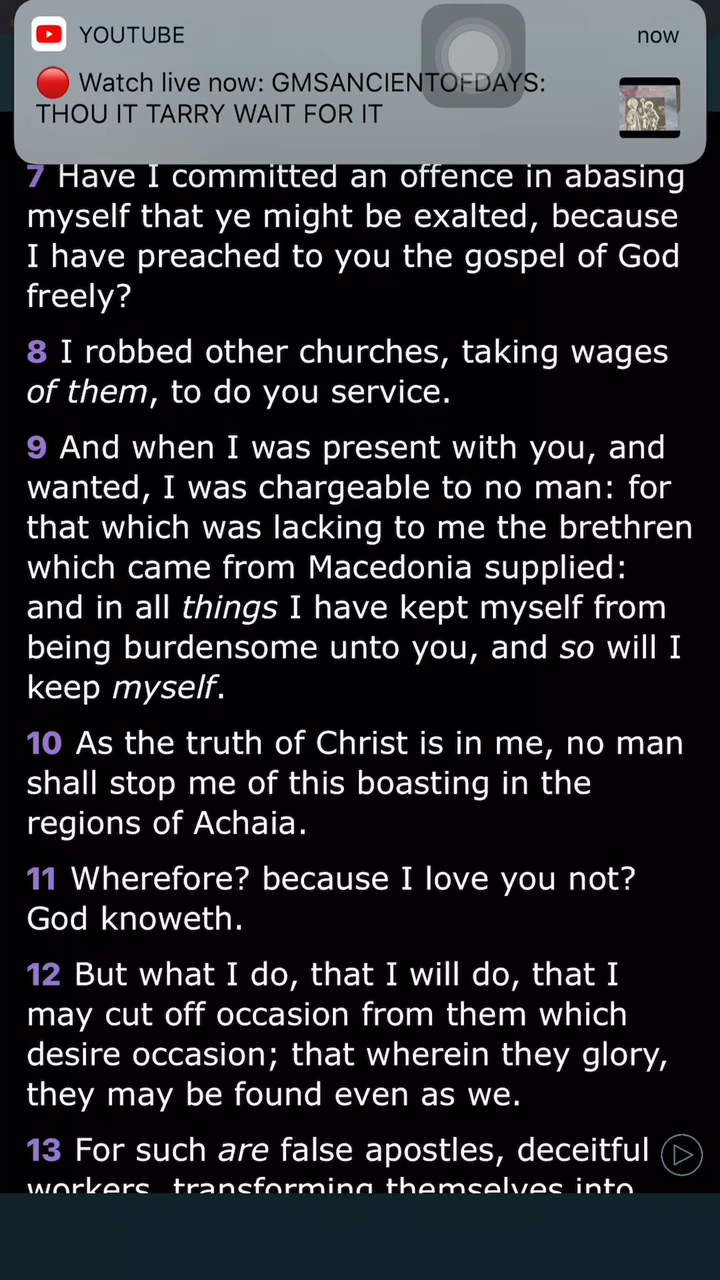 YOUTUBE
now
🔴 Watch live now: GMSANCIENTOFDAYS:
THOU IT TARRY WAIT FOR IT
7 Have I committed an offence in abasing
myself that ye might be exalted, because
I have preached to you the gospel of God
freely?
8 I robbed other churches, taking wages
of them, to do you service.
9 And when I was present with you, and
wanted, I was chargeable to no man: for
that which was lacking to me the brethren
which came from Macedonia supplied:
and in all things I have kept myself from
being burdensome unto you, and so will I
keep myself.
10 As the truth of Christ is in me, no man
shall stop me of this boasting in the
regions of Achaia.
11 Wherefore? because I love you not?
God knoweth.
12 But what I do, that I will do, that I
may cut off occasion from them which
desire occasion; that wherein they glory,
they may be found even as we.
13 For such are false apostles, deceitful
workers, transforming themselves into